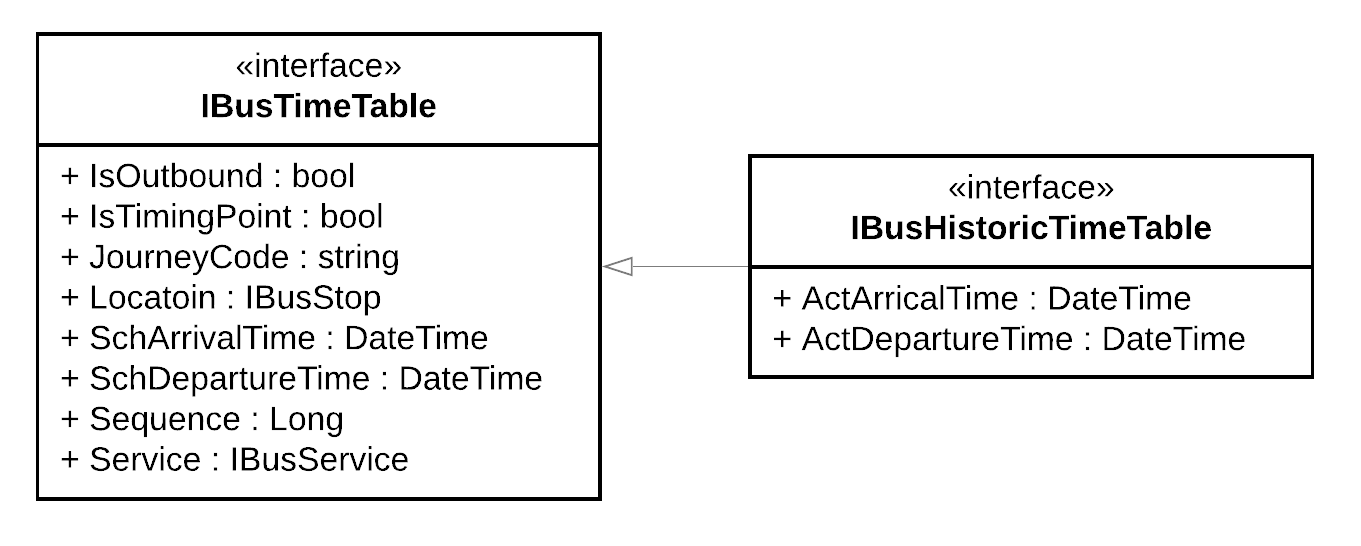 «interface»
IBusTimeTable
+ IsOutbound : bool
+ IsTimingPoint : bool
+ JourneyCode : string
+ Locatoin : IBusStop
+ SchArrivalTime : DateTime
+ SchDepartureTime : DateTime
+ Sequence : Long
+ Service : IBusService
«interface»
IBusHistoricTimeTable
+ ActArricalTime : DateTime
+ ActDepartureTime : DateTime